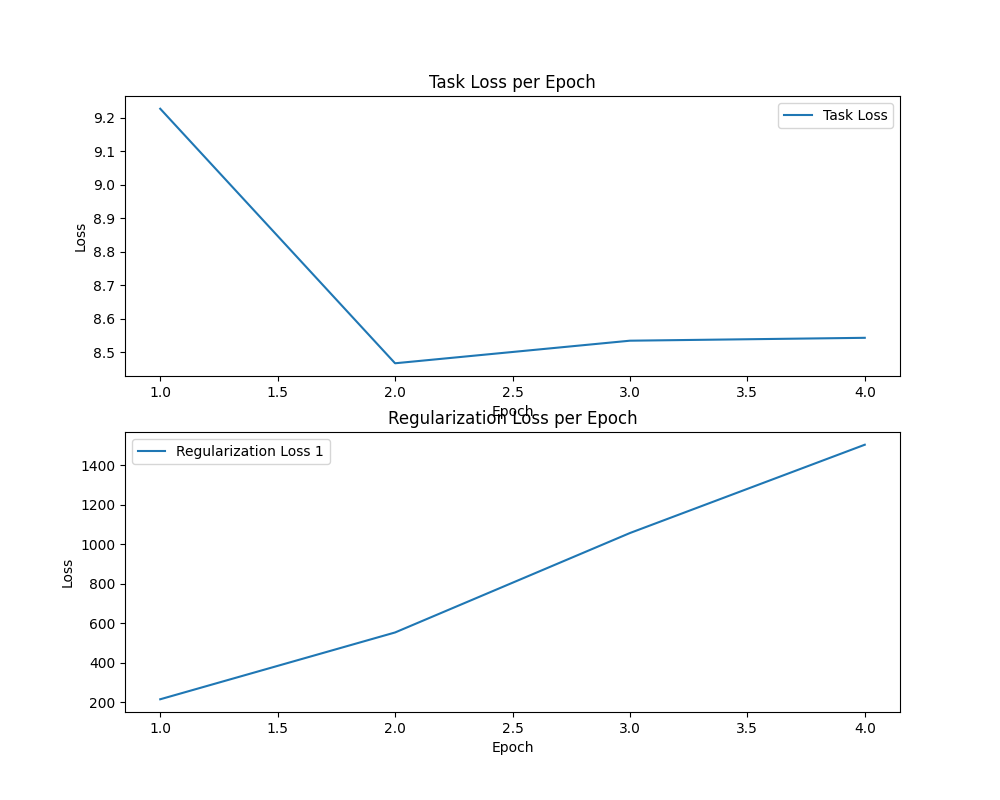 Task Loss per Epoch
Task Loss
Loss
9.2
9.1
9.0
8.9
8.8
8.7
8.6
8.5
1.0 1.5 2.0 2.5 3.0 3.5 4.0
Epoch
Regularization Loss per Epoch
Regularization Loss 1
Loss
1400
1200
1000
800
600
400
200
1.0 1.5 2.0 2.5 3.0 3.5 4.0
Epoch